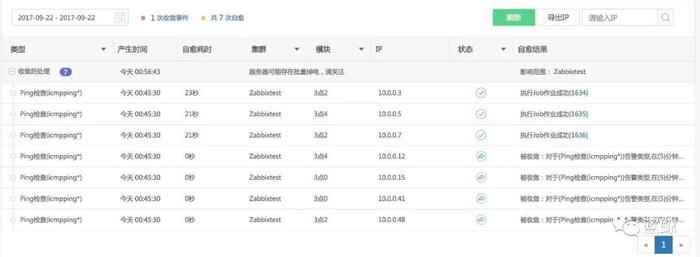 2017-09-22 - 2017-09-22 1 次收敛事件 共 7 次自愈 刷新 导出IP 请输入IP
类型 产生时间 自愈耗时 集群 模块 IP 状态 自愈结果
收敛后处理 7 今天 00:56:43 服务器可能存在批量掉电，请关注 影响范围： Zabbixtest
Ping检查(icmpping*) 今天 00:45:30 23秒 Zabbixtest 3点2 10.0.0.3 执行Job作业成功(1634)
Ping检查(icmpping*) 今天 00:45:30 21秒 Zabbixtest 3点4 10.0.0.5 执行Job作业成功(1635)
Ping检查(icmpping*) 今天 00:45:30 21秒 Zabbixtest 3点2 10.0.0.7 执行Job作业成功(1636)
Ping检查(icmpping*) 今天 00:45:30 0秒 Zabbixtest 3点4 10.0.0.12 被收敛：对于(Ping检查(icmpping*))告警类型,在(5)分钟...
Ping检查(icmpping*) 今天 00:45:30 0秒 Zabbixtest 3点0 10.0.0.15 被收敛：对于(Ping检查(icmpping*))告警类型,在(5)分钟...
Ping检查(icmpping*) 今天 00:45:30 0秒 Zabbixtest 3点0 10.0.0.41 被收敛：对于(Ping检查(icmpping*))告警类型,在(5)分钟...
Ping检查(icmpping*) 今天 00:45:30 0秒 Zabbixtest 3点2 10.0.0.48 被收敛：对于(Ping检查(icmpping*
蓝鲸
« 1 »